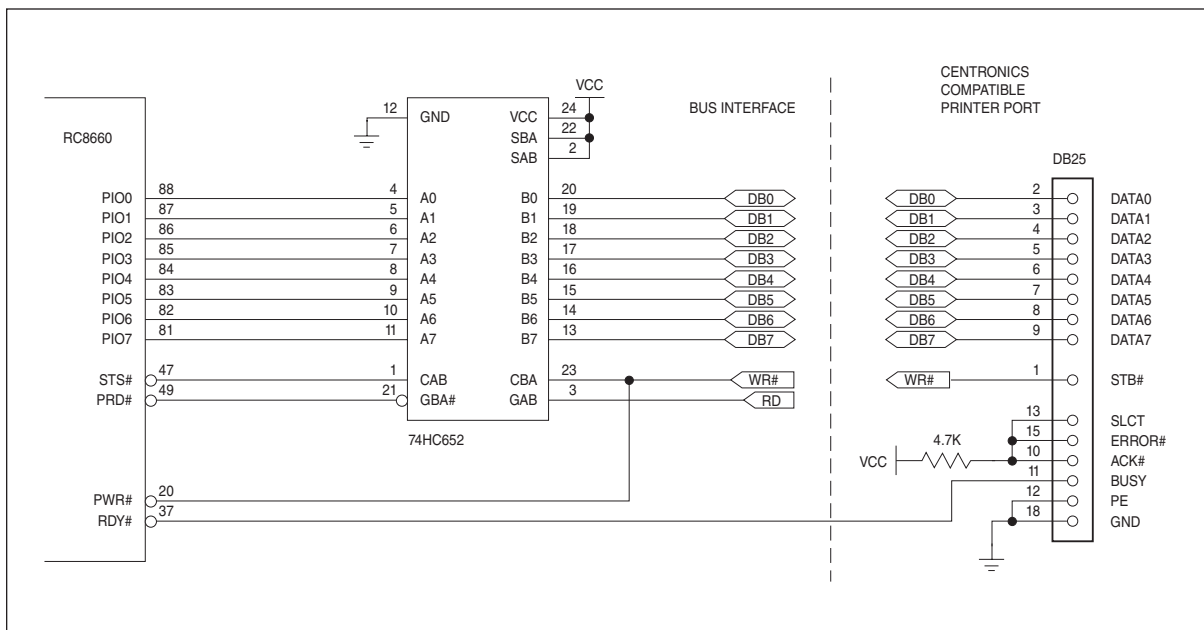 VCC
BUS INTERFACE
CENTRONICS
COMPATIBLE
PRINTER PORT
RC8660
12 GND VCC 24
SBA 22
SAB 2
DB25
PIO0 88 4 A0 B0 20 DB0 DB0 2 DATA0
PIO1 87 5 A1 B1 19 DB1 DB1 3 DATA1
PIO2 86 6 A2 B2 18 DB2 DB2 4 DATA2
PIO3 85 7 A3 B3 17 DB3 DB3 5 DATA3
PIO4 84 8 A4 B4 16 DB4 DB4 6 DATA4
PIO5 83 9 A5 B5 15 DB5 DB5 7 DATA5
PIO6 82 10 A6 B6 14 DB6 DB6 8 DATA6
PIO7 81 11 A7 B7 13 DB7 DB7 9 DATA7
STS# 47 1 CAB CBA 23 WR# WR# 1 STB#
PRD# 49 21 GBA# GAB 3 RD
74HC652
13 SLCT
4.7K 15 ERROR#
VCC 10 ACK#
11 BUSY
PWR# 20 12 PE
RDY# 37 18 GND